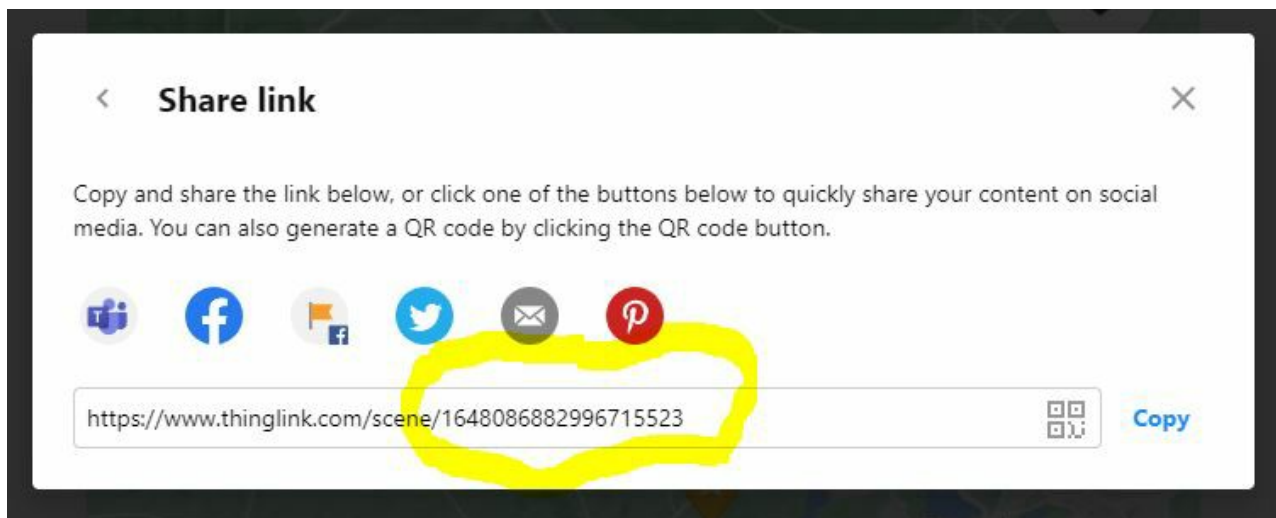 Share link
Copy and share the link below, or click one of the buttons below to quickly share your content on social
media. You can also generate a QR code by clicking the QR code button.
https://www.thinglink.com/scene/1648086882996715523
Copy